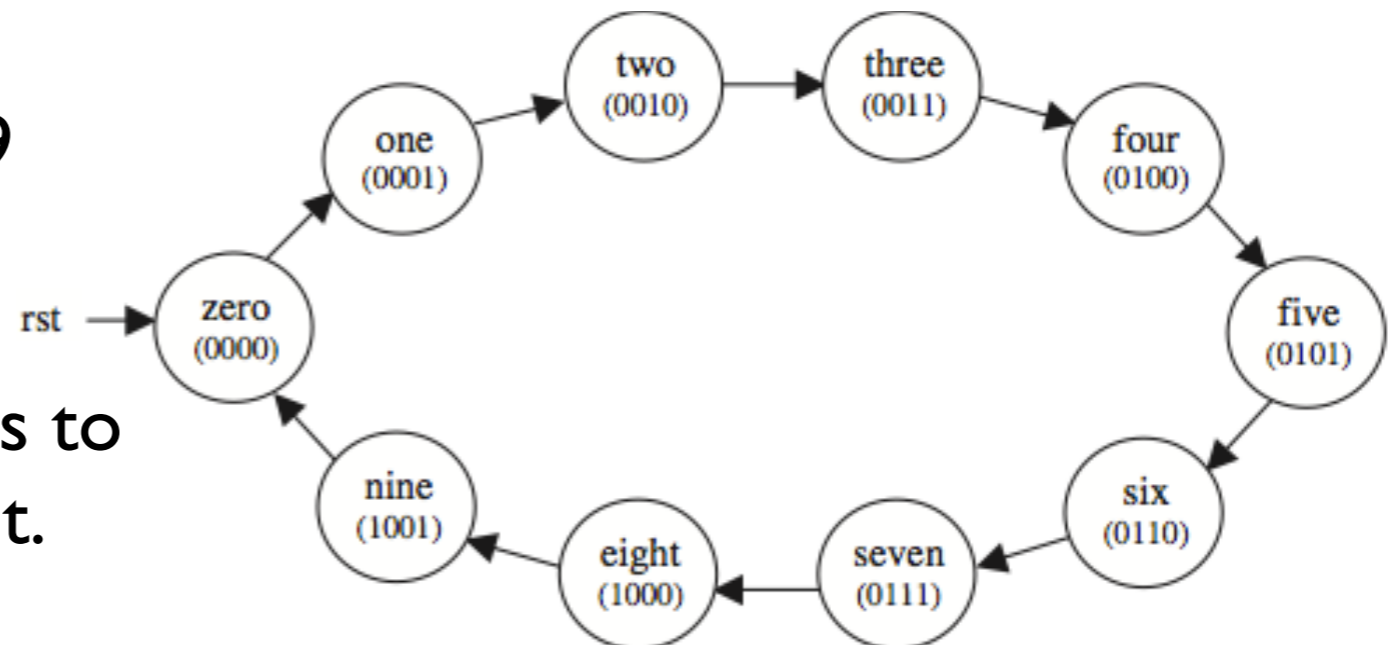 9
s to
t.
rst
zero
(0000)
one
(0001)
two
(0010)
three
(0011)
four
(0100)
five
(0101)
six
(0110)
seven
(0111)
eight
(1000)
nine
(1001)